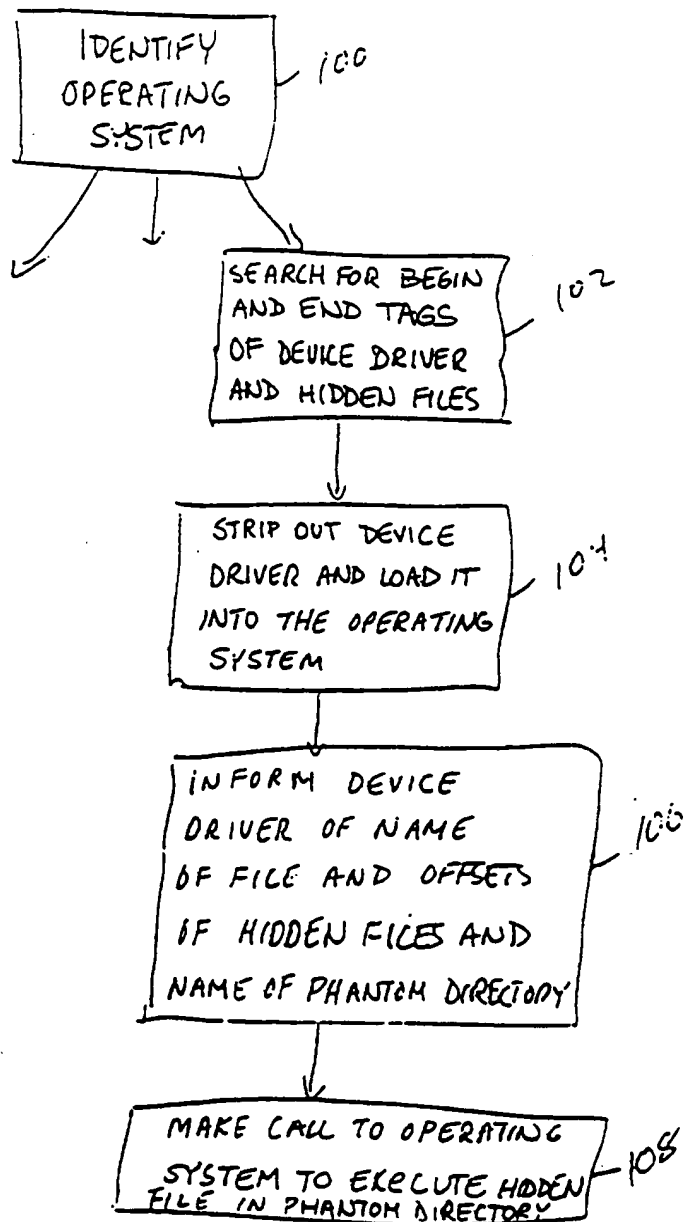 IDENTIFY
OPERATING
SYSTEM
100
SEARCH FOR BEGIN
AND END TAGS
OF DEVICE DRIVER
AND HIDDEN FILES
102
STRIP OUT DEVICE
DRIVER AND LOAD IT
INTO THE OPERATING
SYSTEM
104
INFORM DEVICE
DRIVER OF NAME
OF FILE AND OFFSETS
OF HIDDEN FILES AND
NAME OF PHANTOM DIRECTORY
106
MAKE CALL TO OPERATING
SYSTEM TO EXECUTE HIDDEN
FILE IN PHANTOM DIRECTORY
108